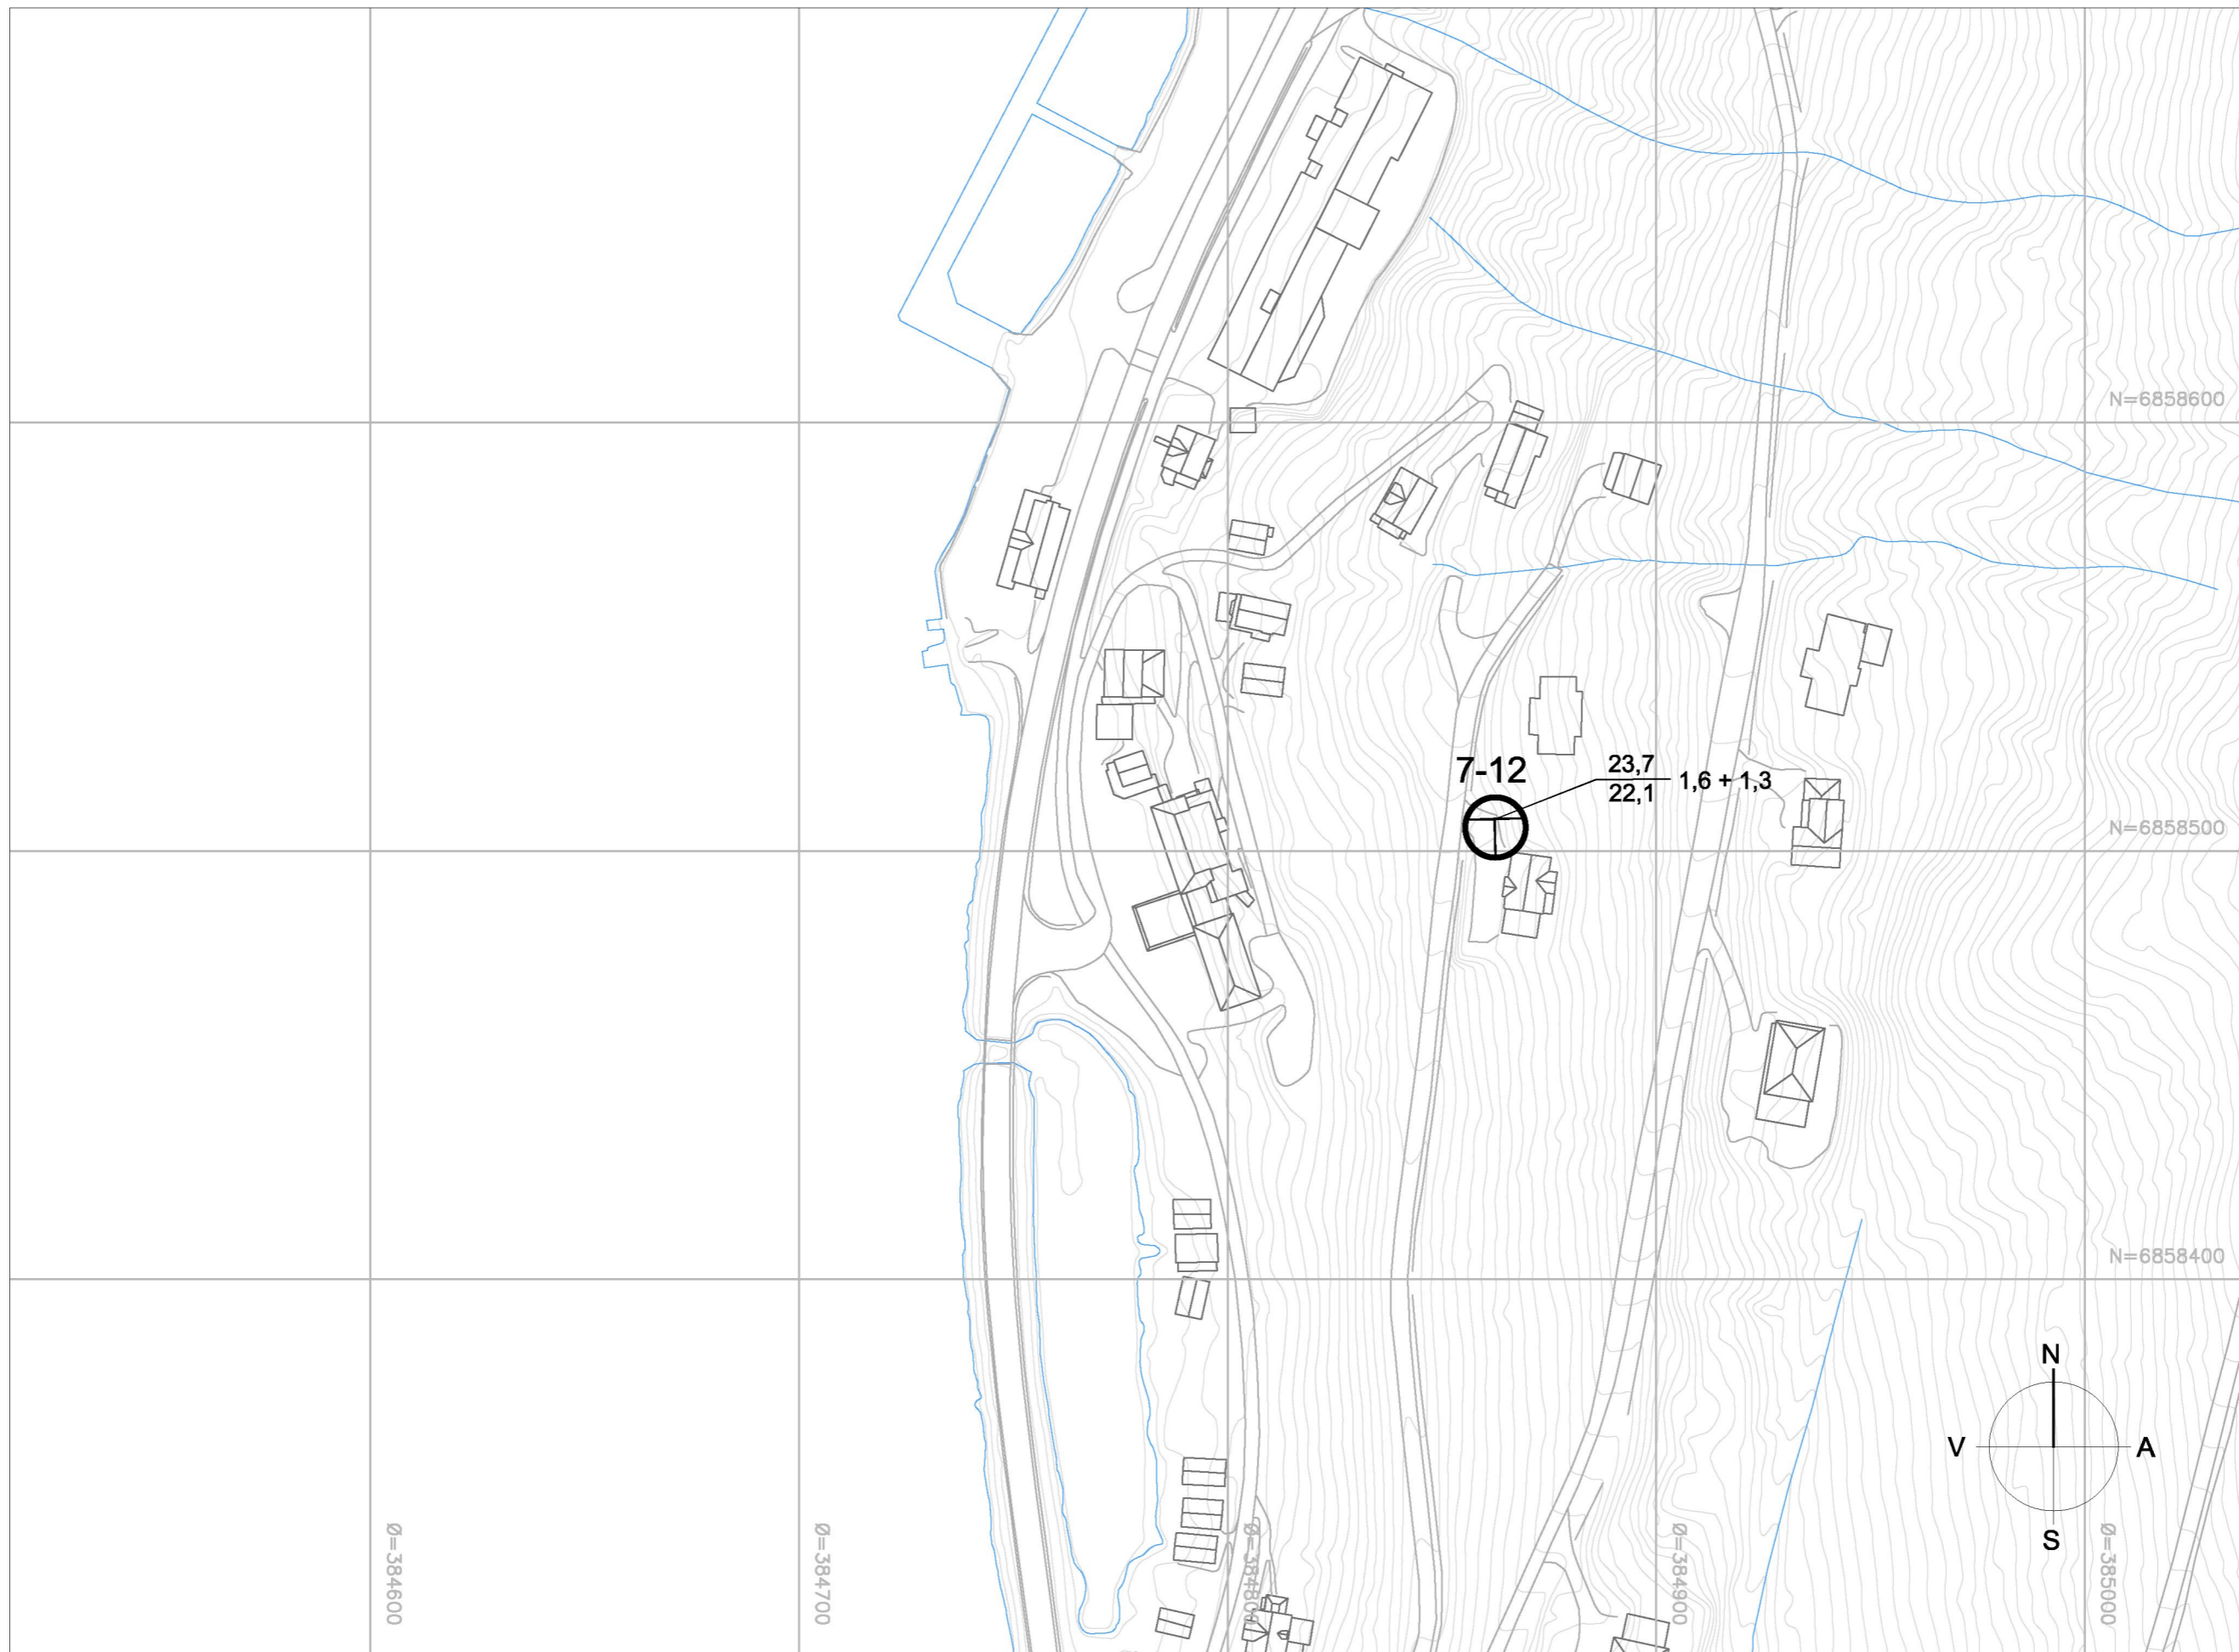 N=6858600
7-12
23,7
22,1
1,6 + 1,3
N=6858500
N=6858400
N
V
A
S
Ø=384600
Ø=384700
Ø=384800
Ø=384900
Ø=385000